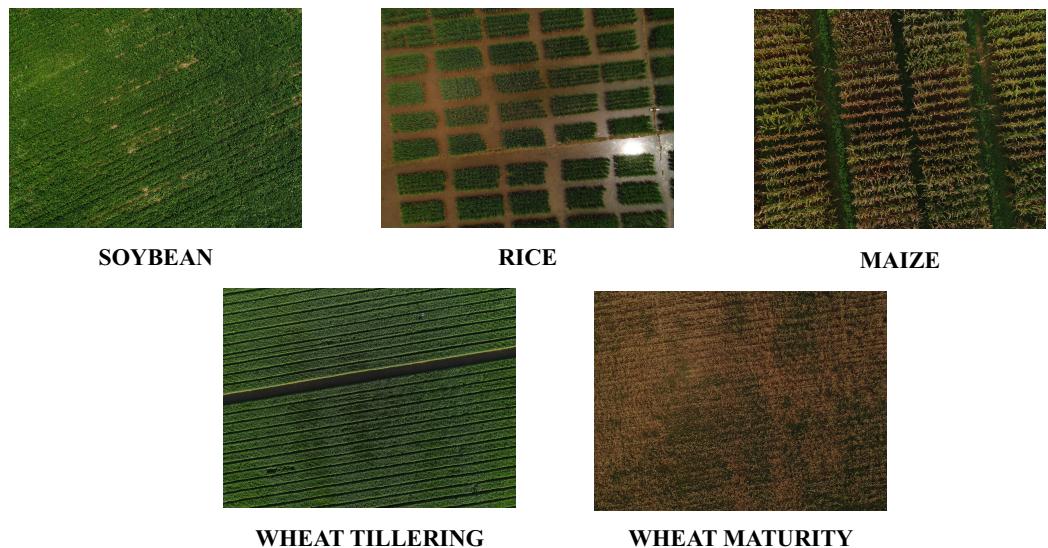 SOYBEAN
RICE
MAIZE
WHEAT TILLERING
WHEAT MATURITY